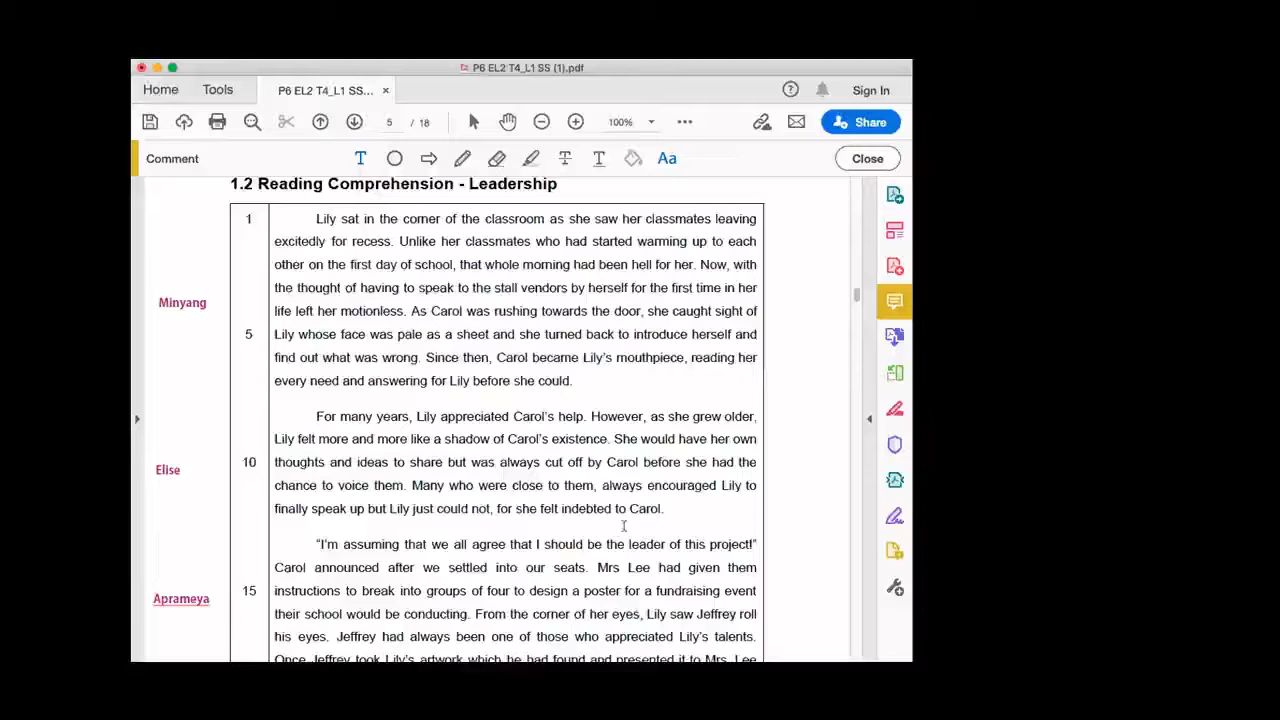 P6 EL2 T4_L1 SS (1).pdf
Home Tools P6 EL2 T4_L1 SS... × Sign In
5 / 18 100% Share
Comment T T T Aa Close
1.2 Reading Comprehension - Leadership
1 Lily sat in the corner of the classroom as she saw her classmates leaving
excitedly for recess. Unlike her classmates who had started warming up to each
other on the first day of school, that whole morning had been hell for her. Now, with
Minyang the thought of having to speak to the stall vendors by herself for the first time in her
life left her motionless. As Carol was rushing towards the door, she caught sight of
5 Lily whose face was pale as a sheet and she turned back to introduce herself and
find out what was wrong. Since then, Carol became Lily's mouthpiece, reading her
every need and answering for Lily before she could.
For many years, Lily appreciated Carol's help. However, as she grew older,
Lily felt more and more like a shadow of Carol's existence. She would have her own
Elise 10 thoughts and ideas to share but was always cut off by Carol before she had the
chance to voice them. Many who were close to them, always encouraged Lily to
finally speak up but Lily just could not, for she felt indebted to Carol.
"I'm assuming that we all agree that I should be the leader of this project!"
Carol announced after we settled into our seats. Mrs Lee had given them
Aprameya 15 instructions to break into groups of four to design a poster for a fundraising event
their school would be conducting. From the corner of her eyes, Lily saw Jeffrey roll
his eyes. Jeffrey had always been one of those who appreciated Lily's talents.
Once Jeffrey took Lily's artwork which he had found and presented it to Mrs Lee